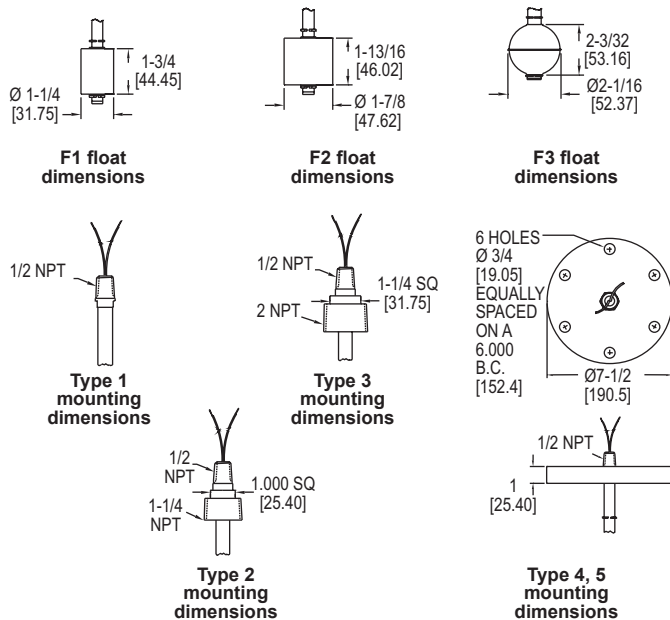 1-3/4
[44.45]
Ø 1-1/4
[31.75]
F1 float
dimensions
1-13/16
[46.02]
Ø 1-7/8
[47.62]
F2 float
dimensions
2-3/32
[53.16]
Ø2-1/16
[52.37]
F3 float
dimensions
1/2 NPT
Type 1
mounting
dimensions
1/2 NPT
1-1/4 SQ
[31.75]
2 NPT
Type 3
mounting
dimensions
6 HOLES
Ø 3/4
[19.05]
EQUALLY
SPACED
ON A
6.000
B.C.
[152.4]
Ø7-1/2
[190.5]
1/2
NPT
1.000 SQ
[25.40]
1-1/4
NPT
Type 2
mounting
dimensions
1/2 NPT
1
[25.40]
Type 4, 5
mounting
dimensions